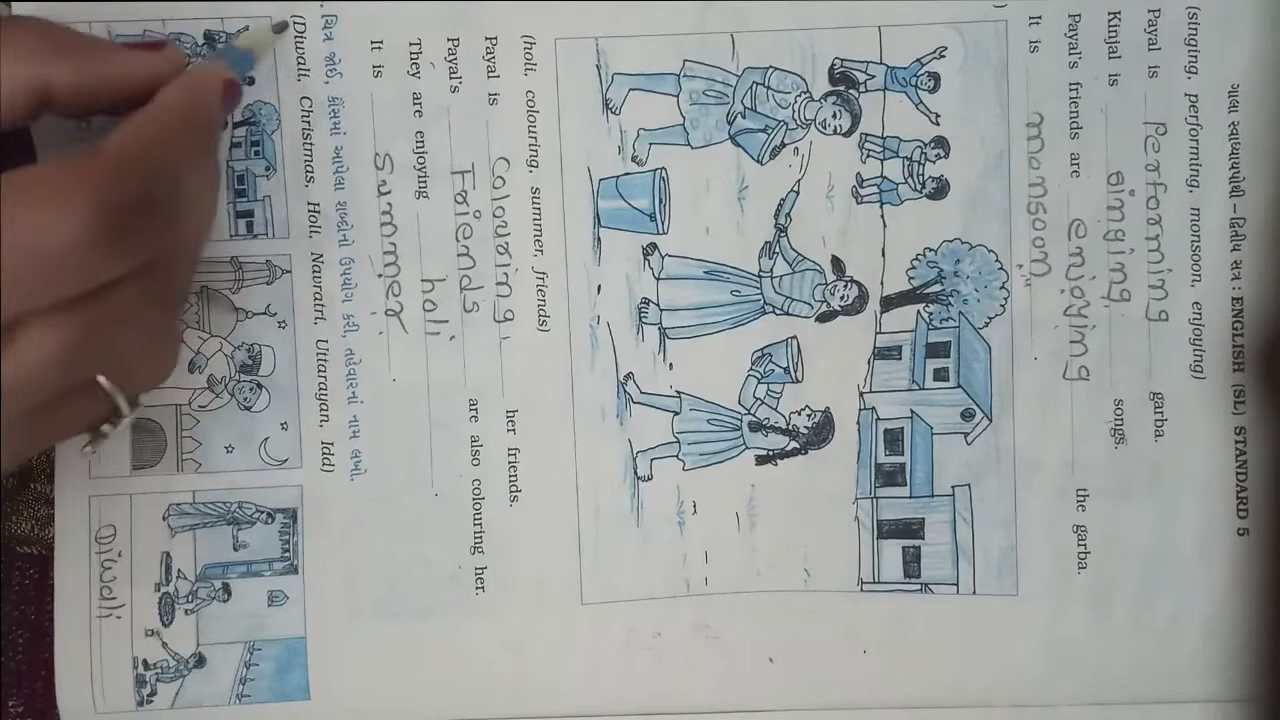 ગાલા સ્વાધ્યાયપોથી – દ્વિતીય સત્ર : ENGLISH (SL) STANDARD 5
(singing, performing, monsoon, enjoying)
Payal is Performing garba.
Kinjal is singing songs.
Payal's friends are enjoying the garba.
It is monsoon .
)
(holi, colouring, summer, friends)
Payal is Colouring her friends.
Payal's Friends are also colouring her.
They are enjoying holi .
It is Summer .
. ચિત્ર જોઈ, કૌંસમાં આપેલા શબ્દોનો ઉપયોગ કરી, તહેવારનાં નામ લખો.
(Diwali, Christmas, Holi, Navratri, Uttarayan, Idd)
Diwali